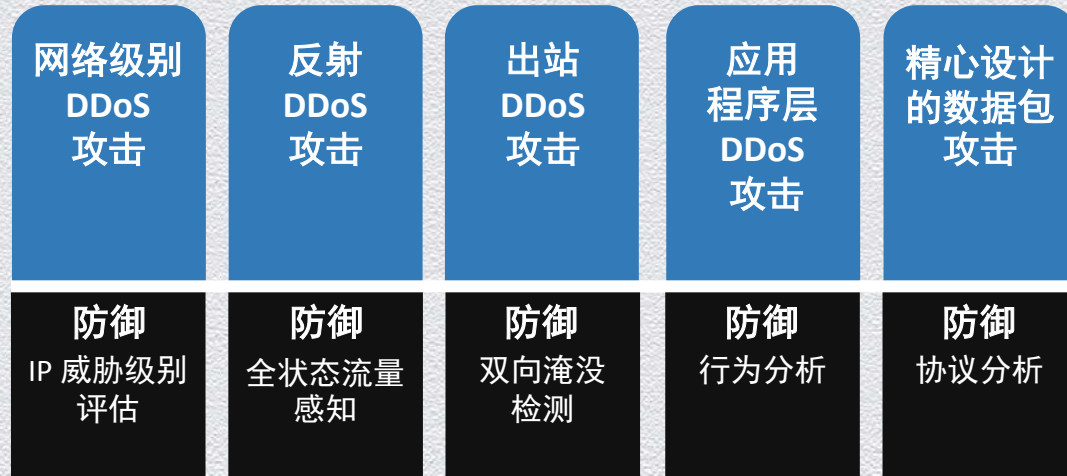 网络级别
DDoS
攻击
反射
DDoS
攻击
出站
DDoS
攻击
应用
程序层
DDoS
攻击
精心设计
的数据包
攻击
防御
IP 威胁级别
评估
防御
全状态流量
感知
防御
双向淹没
检测
防御
行为分析
防御
协议分析